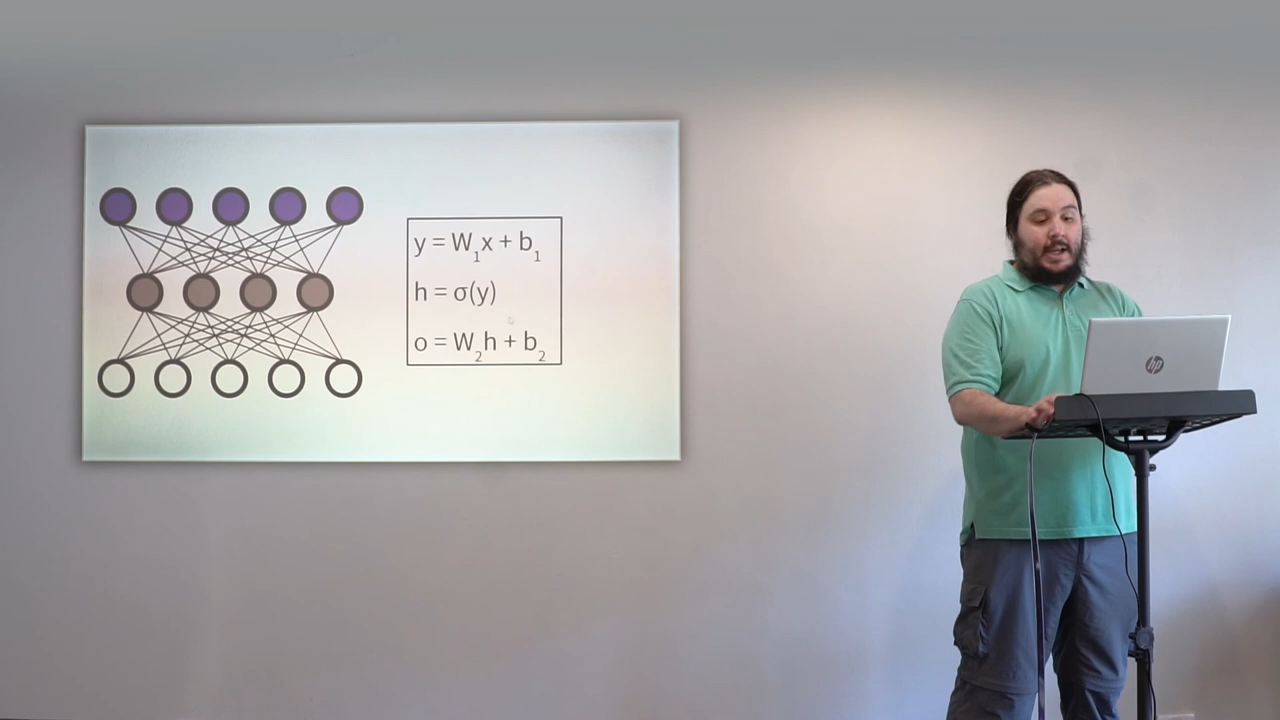 y = W₁x + b₁
h = σ(y)
o = W₂h + b₂
hp